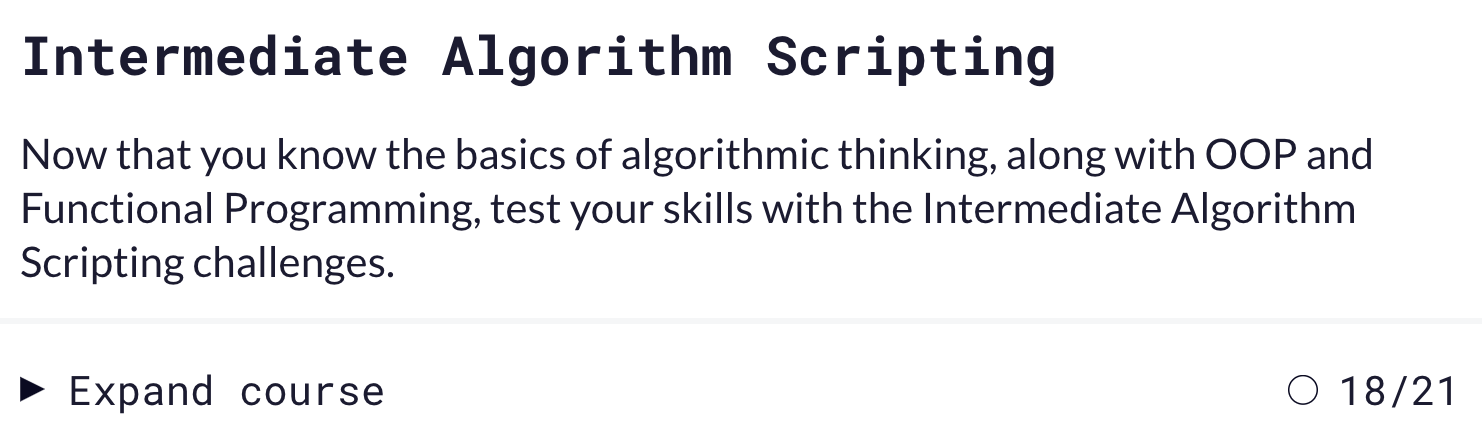 Intermediate Algorithm Scripting
Now that you know the basics of algorithmic thinking, along with OOP and
Functional Programming, test your skills with the Intermediate Algorithm
Scripting challenges.
Expand course
18/21